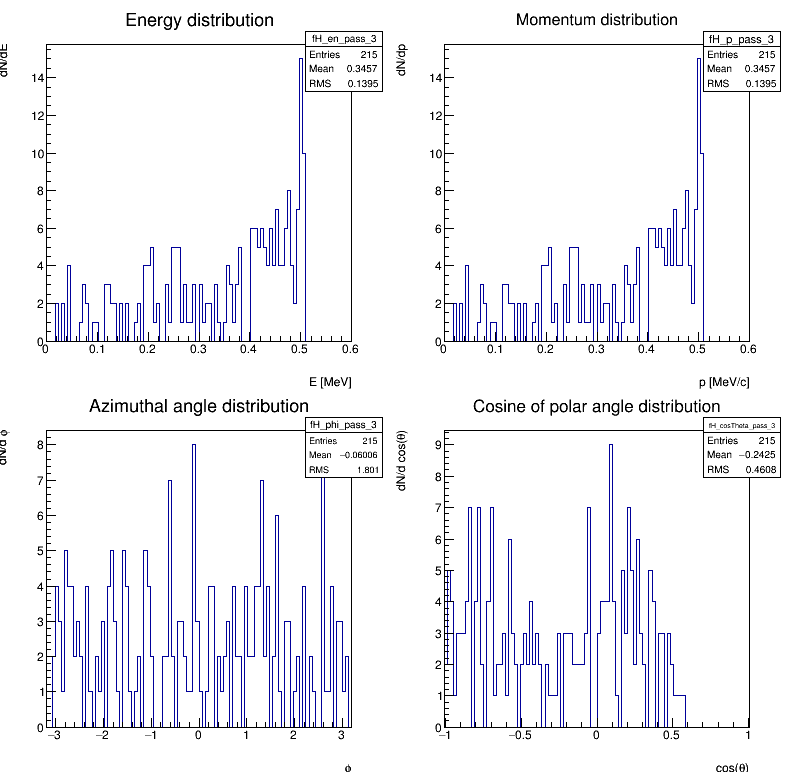 Energy distribution
dN/dE
fH_en_pass_3
Entries 215
Mean 0.3457
RMS 0.1395
14
12
10
8
6
4
2
0
0 0.1 0.2 0.3 0.4 0.5 0.6
E [MeV]
Momentum distribution
dN/dp
fH_p_pass_3
Entries 215
Mean 0.3457
RMS 0.1395
14
12
10
8
6
4
2
0
0 0.1 0.2 0.3 0.4 0.5 0.6
p [MeV/c]
Azimuthal angle distribution
dN/d ϕ
fH_phi_pass_3
Entries 215
Mean −0.06006
RMS 1.801
8
7
6
5
4
3
2
1
0
−3 −2 −1 0 1 2 3
ϕ
Cosine of polar angle distribution
dN/d cos(θ)
fH_cosTheta_pass_3
Entries 215
Mean −0.2425
RMS 0.4608
9
8
7
6
5
4
3
2
1
0
−1 −0.5 0 0.5 1
cos(θ)